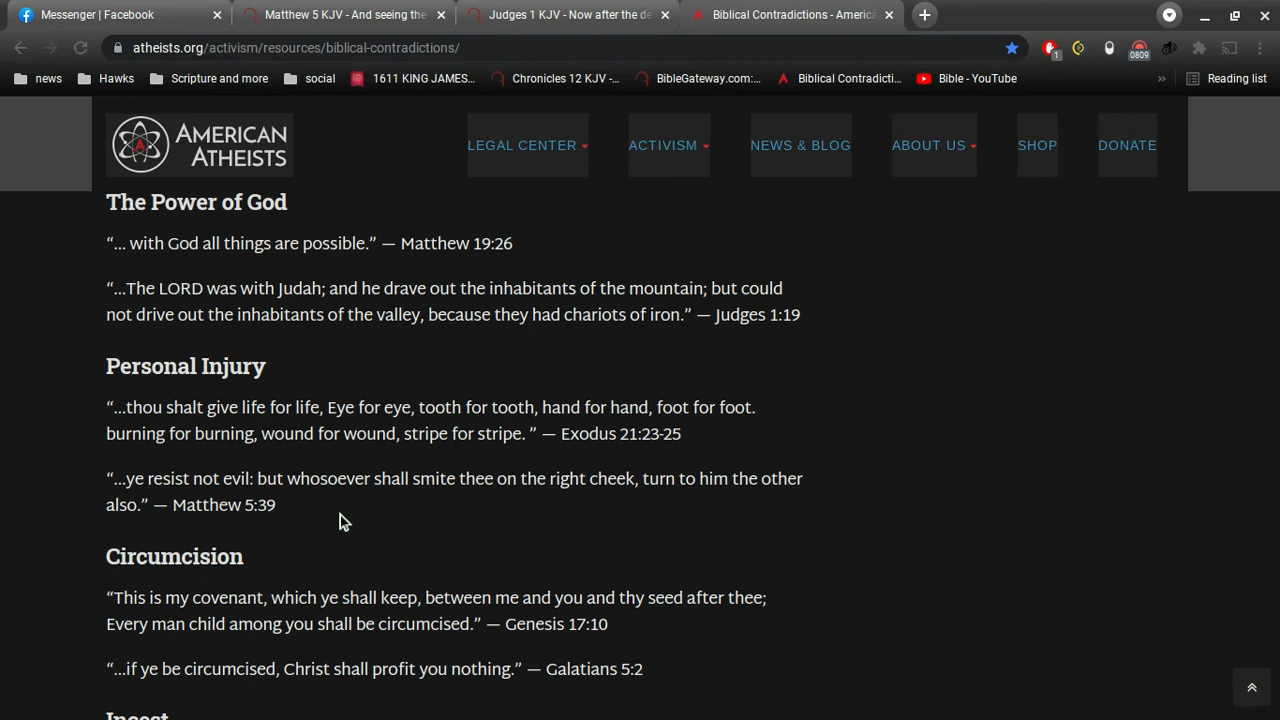 Messenger | Facebook
Matthew 5 KJV - And seeing the
Judges 1 KJV - Now after the de
Biblical Contradictions - America
atheists.org/activism/resources/biblical-contradictions/
1
0809
news
Hawks
Scripture and more
social
1611 KING JAMES...
Chronicles 12 KJV -...
BibleGateway.com:...
Biblical Contradicti...
Bible - YouTube
»
Reading list
AMERICAN
ATHEISTS
LEGAL CENTER
ACTIVISM
NEWS & BLOG
ABOUT US
SHOP
DONATE
The Power of God
“... with God all things are possible.” — Matthew 19:26
“...The LORD was with Judah; and he drave out the inhabitants of the mountain; but could
not drive out the inhabitants of the valley, because they had chariots of iron.” — Judges 1:19
Personal Injury
“...thou shalt give life for life, Eye for eye, tooth for tooth, hand for hand, foot for foot.
burning for burning, wound for wound, stripe for stripe. ” — Exodus 21:23-25
“...ye resist not evil: but whosoever shall smite thee on the right cheek, turn to him the other
also.” — Matthew 5:39
Circumcision
“This is my covenant, which ye shall keep, between me and you and thy seed after thee;
Every man child among you shall be circumcised.” — Genesis 17:10
“...if ye be circumcised, Christ shall profit you nothing.” — Galatians 5:2
Incest